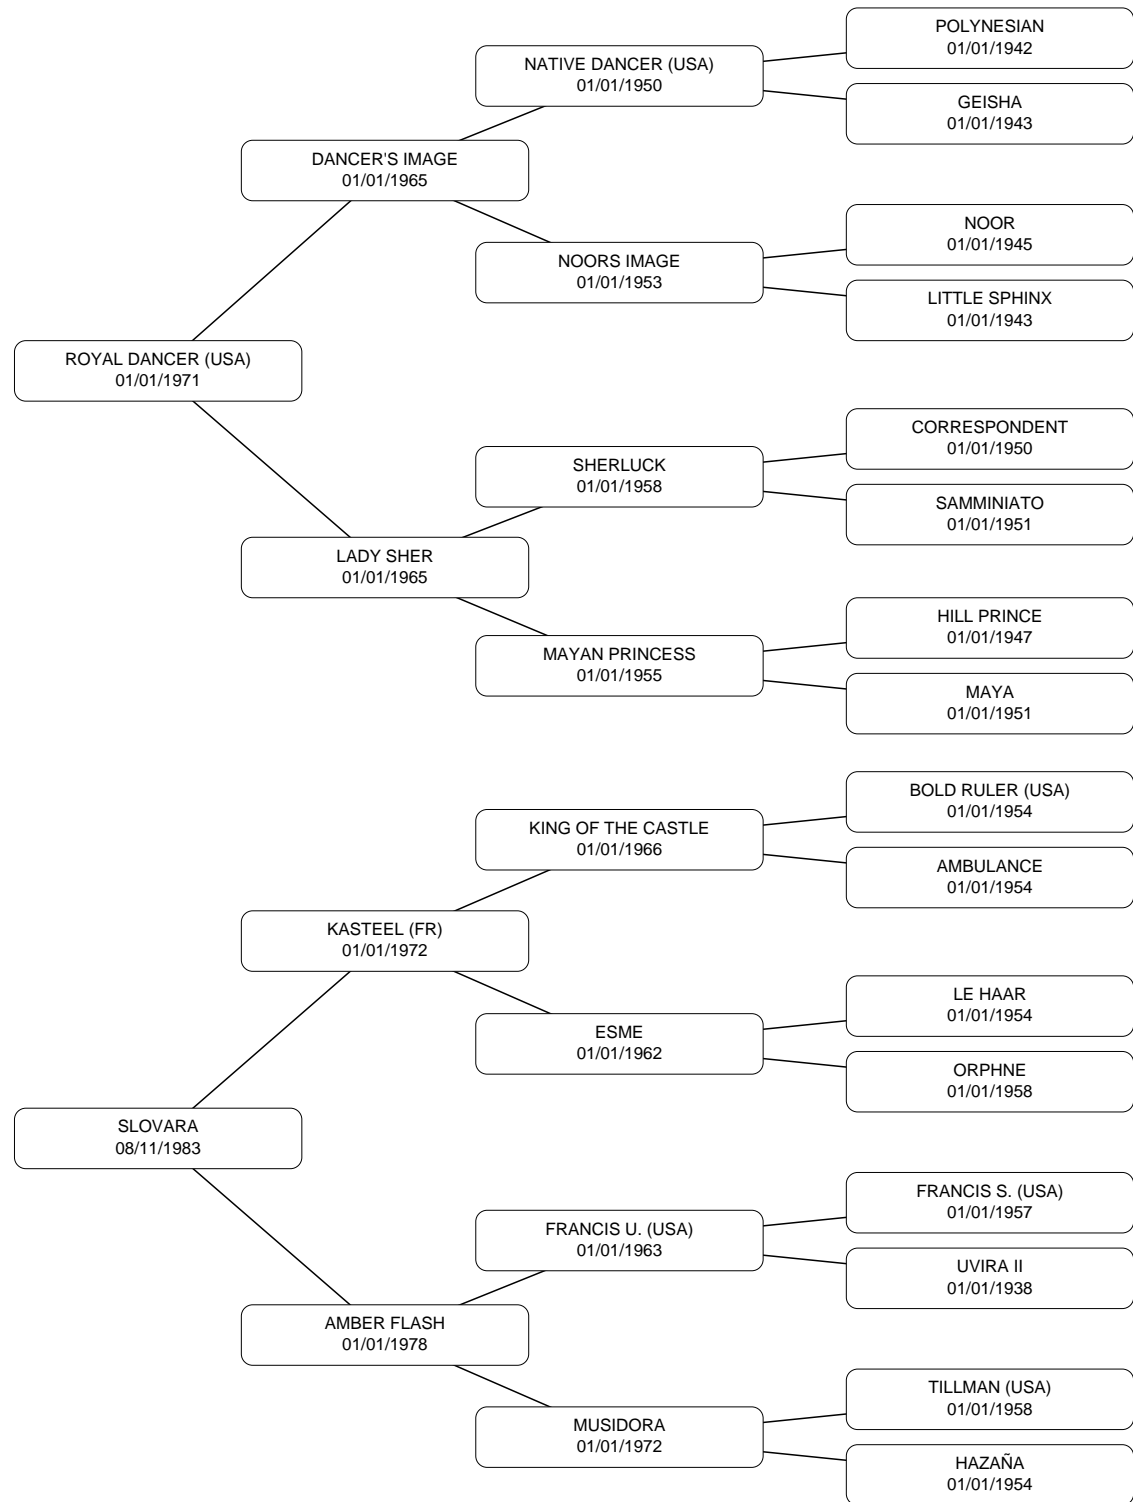 POLYNESIAN
01/01/1942
NATIVE DANCER (USA)
01/01/1950
GEISHA
01/01/1943
DANCER'S IMAGE
01/01/1965
NOOR
01/01/1945
NOORS IMAGE
01/01/1953
LITTLE SPHINX
01/01/1943
ROYAL DANCER (USA)
01/01/1971
CORRESPONDENT
01/01/1950
SHERLUCK
01/01/1958
SAMMINIATO
01/01/1951
LADY SHER
01/01/1965
HILL PRINCE
01/01/1947
MAYAN PRINCESS
01/01/1955
MAYA
01/01/1951
BOLD RULER (USA)
01/01/1954
KING OF THE CASTLE
01/01/1966
AMBULANCE
01/01/1954
KASTEEL (FR)
01/01/1972
LE HAAR
01/01/1954
ESME
01/01/1962
ORPHNE
01/01/1958
SLOVARA
08/11/1983
FRANCIS S. (USA)
01/01/1957
FRANCIS U. (USA)
01/01/1963
UVIRA II
01/01/1938
AMBER FLASH
01/01/1978
TILLMAN (USA)
01/01/1958
MUSIDORA
01/01/1972
HAZAÑA
01/01/1954